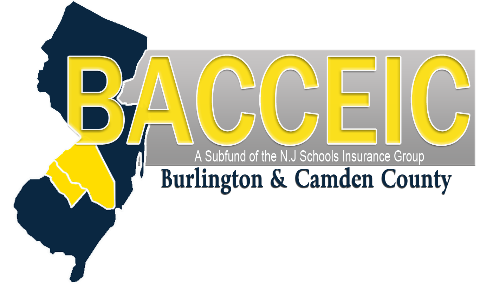 BACCEIC
A Subfund of the N.J Schools Insurance Group
Burlington & Camden County